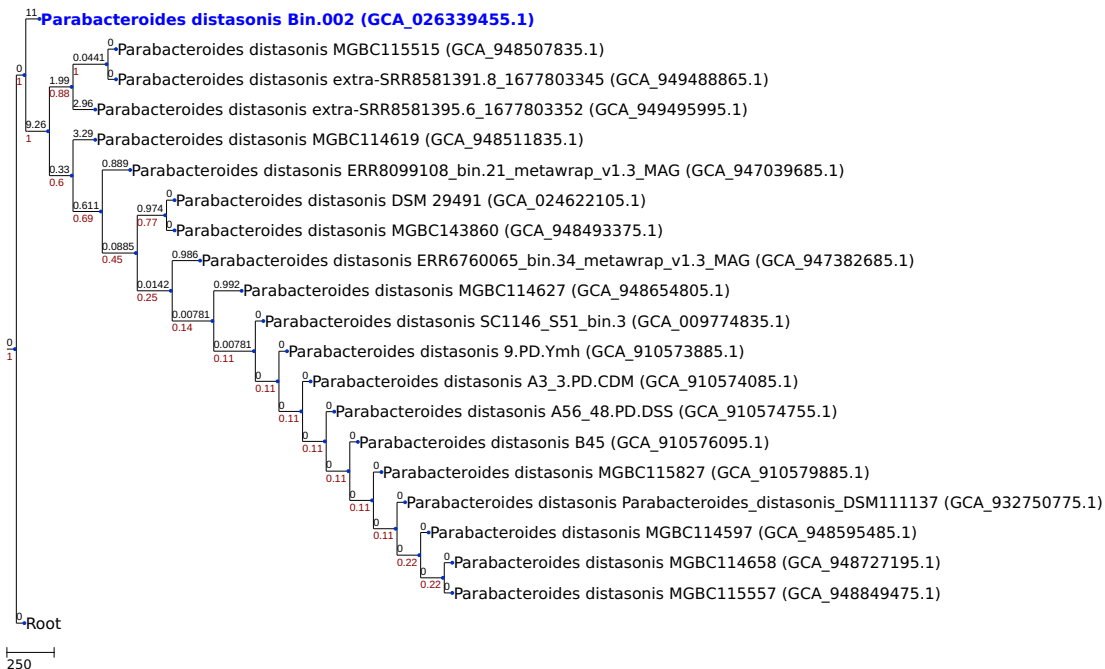 11
Parabacteroides distasonis Bin.002 (GCA_026339455.1)
0
Parabacteroides distasonis MGBC115515 (GCA_948507835.1)
0.0441
1
0
Parabacteroides distasonis extra-SRR8581391.8_1677803345 (GCA_949488865.1)
0
1
1.99
0.88
2.96
Parabacteroides distasonis extra-SRR8581395.6_1677803352 (GCA_949495995.1)
9.26
1
3.29
Parabacteroides distasonis MGBC114619 (GCA_948511835.1)
0.33
0.6
0.889
Parabacteroides distasonis ERR8099108_bin.21_metawrap_v1.3_MAG (GCA_947039685.1)
0.611
0.69
0
Parabacteroides distasonis DSM 29491 (GCA_024622105.1)
0.974
0.77
0
Parabacteroides distasonis MGBC143860 (GCA_948493375.1)
0.0885
0.45
0.986
Parabacteroides distasonis ERR6760065_bin.34_metawrap_v1.3_MAG (GCA_947382685.1)
0.0142
0.25
0.992
Parabacteroides distasonis MGBC114627 (GCA_948654805.1)
0.00781
0.14
0
Parabacteroides distasonis SC1146_S51_bin.3 (GCA_009774835.1)
0
1
0.00781
0.11
0
Parabacteroides distasonis 9.PD.Ymh (GCA_910573885.1)
0
0.11
0
Parabacteroides distasonis A3_3.PD.CDM (GCA_910574085.1)
0
0.11
0
Parabacteroides distasonis A56_48.PD.DSS (GCA_910574755.1)
0
0.11
0
Parabacteroides distasonis B45 (GCA_910576095.1)
0
0.11
0
Parabacteroides distasonis MGBC115827 (GCA_910579885.1)
0
0.11
0
Parabacteroides distasonis Parabacteroides_distasonis_DSM111137 (GCA_932750775.1)
0
0.11
0
Parabacteroides distasonis MGBC114597 (GCA_948595485.1)
0
0.22
0
Parabacteroides distasonis MGBC114658 (GCA_948727195.1)
0
0.22
0
Parabacteroides distasonis MGBC115557 (GCA_948849475.1)
0
Root
250